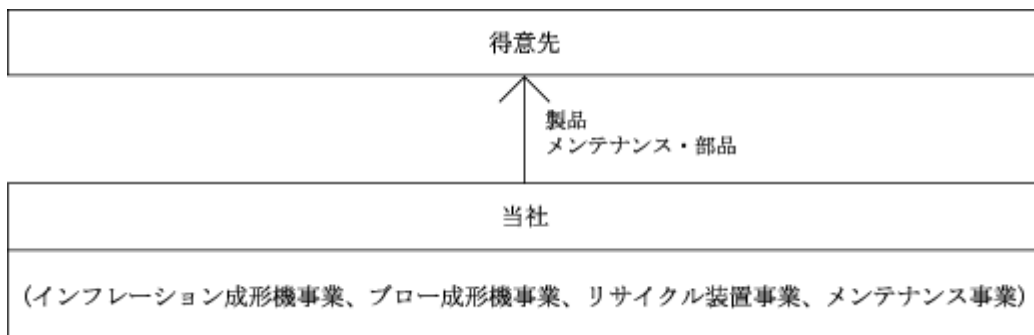 得意先
製品
メンテナンス・部品
当社
(インフレーション成形機事業、ブロー成形機事業、リサイクル装置事業、メンテナンス事業)